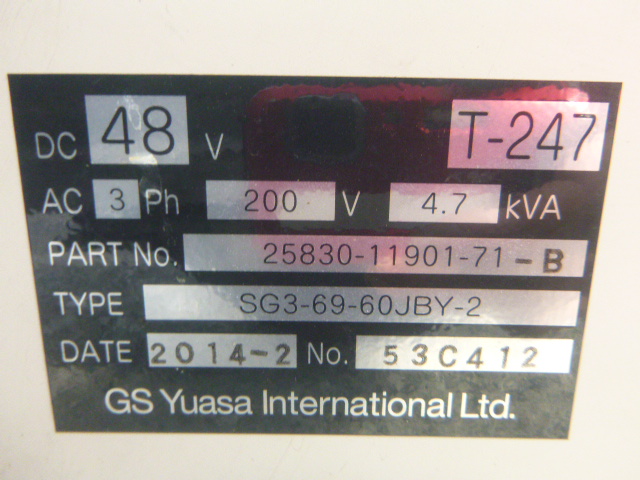 DC 48 V T-247
AC 3 Ph 200 V 4.7 kVA
PART No. 25830-11901-71-B
TYPE SG3-69-60JBY-2
DATE 2014-2 No. 53C412
GS Yuasa International Ltd.